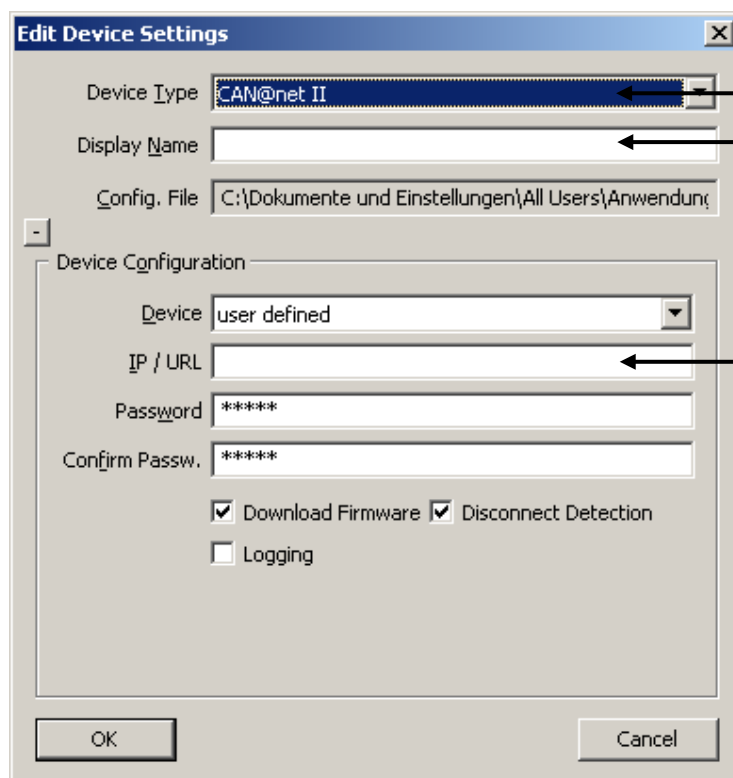 Edit Device Settings
Device Type CAN@net II
Display Name
Config. File C:\Dokumente und Einstellungen\All Users\Anwendung
-
Device Configuration
Device user defined
IP / URL
Password *****
Confirm Passw. *****
Download Firmware Disconnect Detection
Logging
OK Cancel